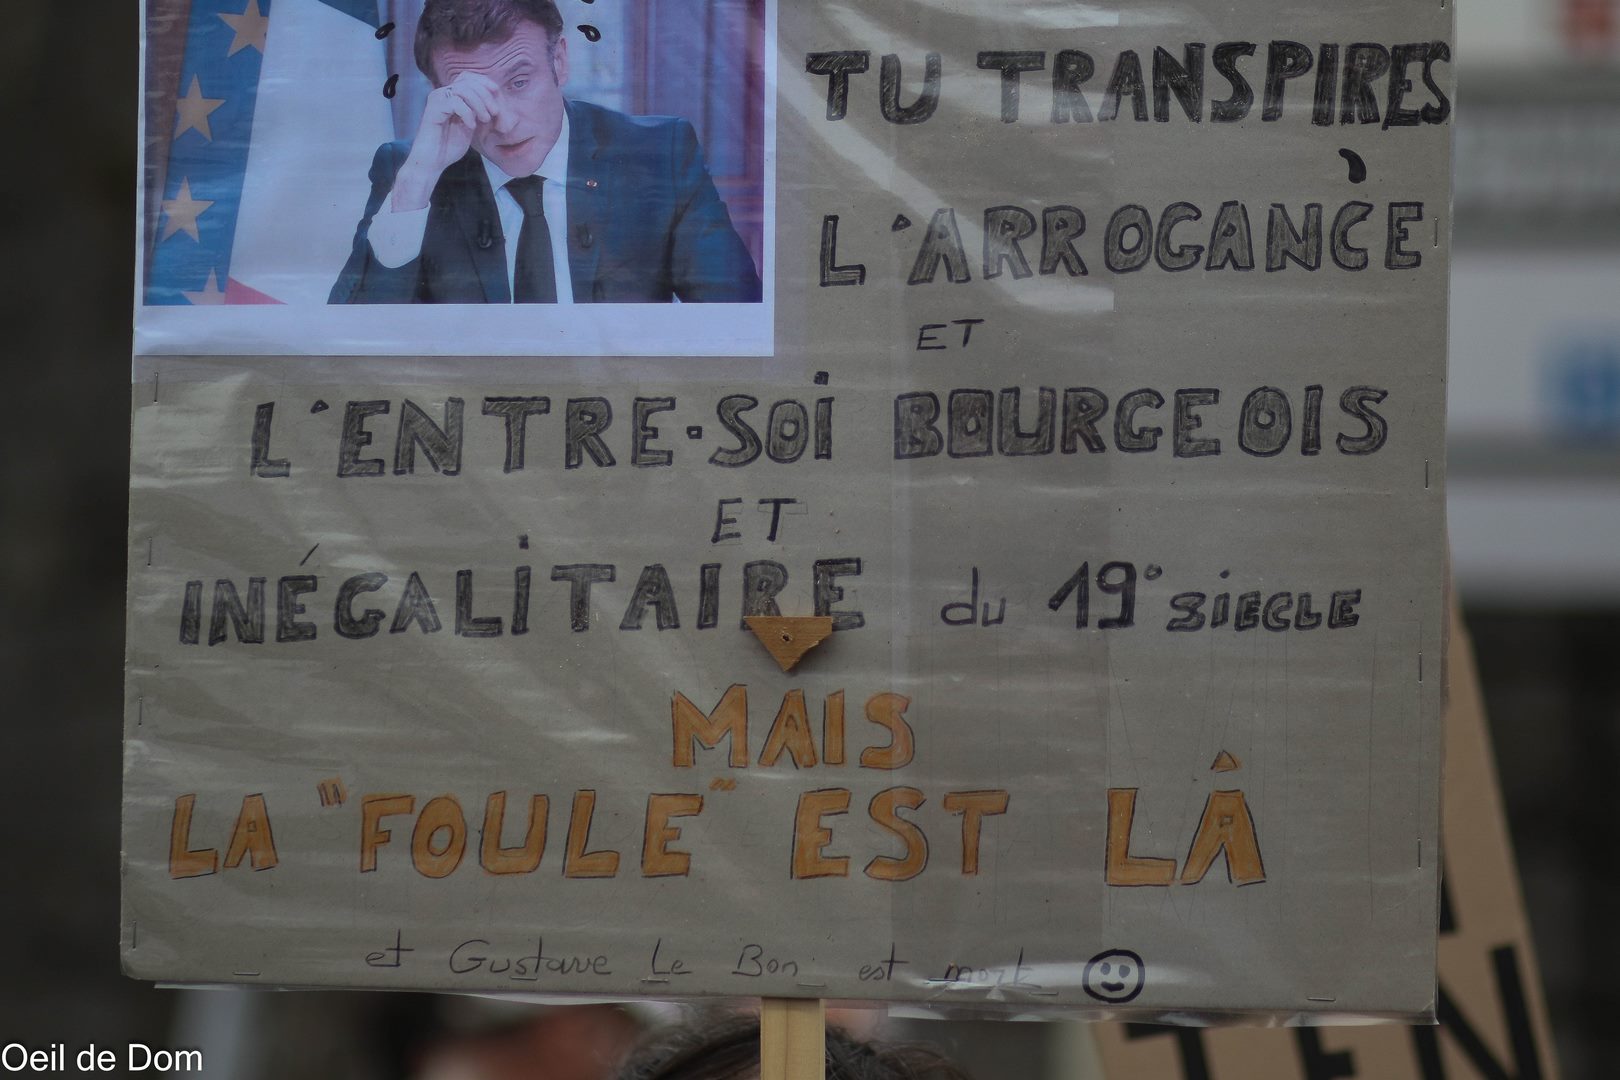 TU TRANSPIRES
L'ARROGANCE
ET
L'ENTRE-SOI BOURGEOIS
ET
INÉGALITAIRE du 19° SIECLE
MAIS
LA "FOULE" EST LÀ
et Gustave Le Bon est mort
TEN
Oeil de Dom